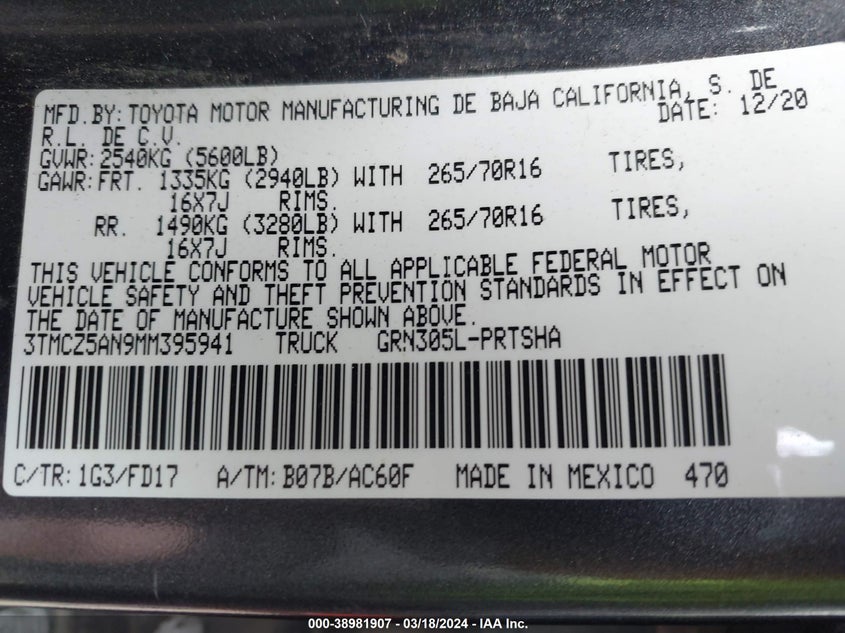 MFD.BY:TOYOTA MOTOR MANUFACTURING DE BAJA CALIFORNIA, S. DE
R.L. DE C.V. DATE: 12/20
GVWR:2540KG (5600LB)
GAWR:FRT. 1335KG (2940LB) WITH 265/70R16 TIRES,
16X7J RIMS.
RR. 1490KG (3280LB) WITH 265/70R16 TIRES,
16X7J RIMS.
THIS VEHICLE CONFORMS TO ALL APPLICABLE FEDERAL MOTOR
VEHICLE SAFETY AND THEFT PREVENTION STANDARDS IN EFFECT ON
THE DATE OF MANUFACTURE SHOWN ABOVE.
3TMCZ5AN9MM395941 TRUCK GRN305L-PRTSHA
C/TR:1G3/FD17 A/TM:B07B/AC60F MADE IN MEXICO 470
000-38981907 - 03/18/2024 - IAA Inc.